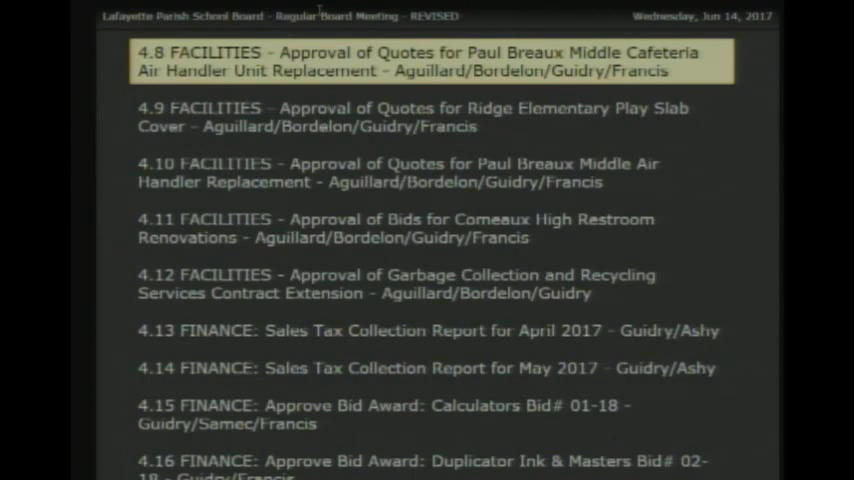 Lafayette Parish School Board - Regular Board Meeting - REVISED
Wednesday, Jun 14, 2017
4.8 FACILITIES - Approval of Quotes for Paul Breaux Middle Cafeteria
Air Handler Unit Replacement - Aguillard/Bordelon/Guidry/Francis
4.9 FACILITIES - Approval of Quotes for Ridge Elementary Play Slab
Cover - Aguillard/Bordelon/Guidry/Francis
4.10 FACILITIES - Approval of Quotes for Paul Breaux Middle Air
Handler Replacement - Aguillard/Bordelon/Guidry/Francis
4.11 FACILITIES - Approval of Bids for Comeaux High Restroom
Renovations - Aguillard/Bordelon/Guidry/Francis
4.12 FACILITIES - Approval of Garbage Collection and Recycling
Services Contract Extension - Aguillard/Bordelon/Guidry
4.13 FINANCE: Sales Tax Collection Report for April 2017 - Guidry/Ashy
4.14 FINANCE: Sales Tax Collection Report for May 2017 - Guidry/Ashy
4.15 FINANCE: Approve Bid Award: Calculators Bid# 01-18 -
Guidry/Samec/Francis
4.16 FINANCE: Approve Bid Award: Duplicator Ink & Masters Bid# 02-
18 - Guidry/Francis